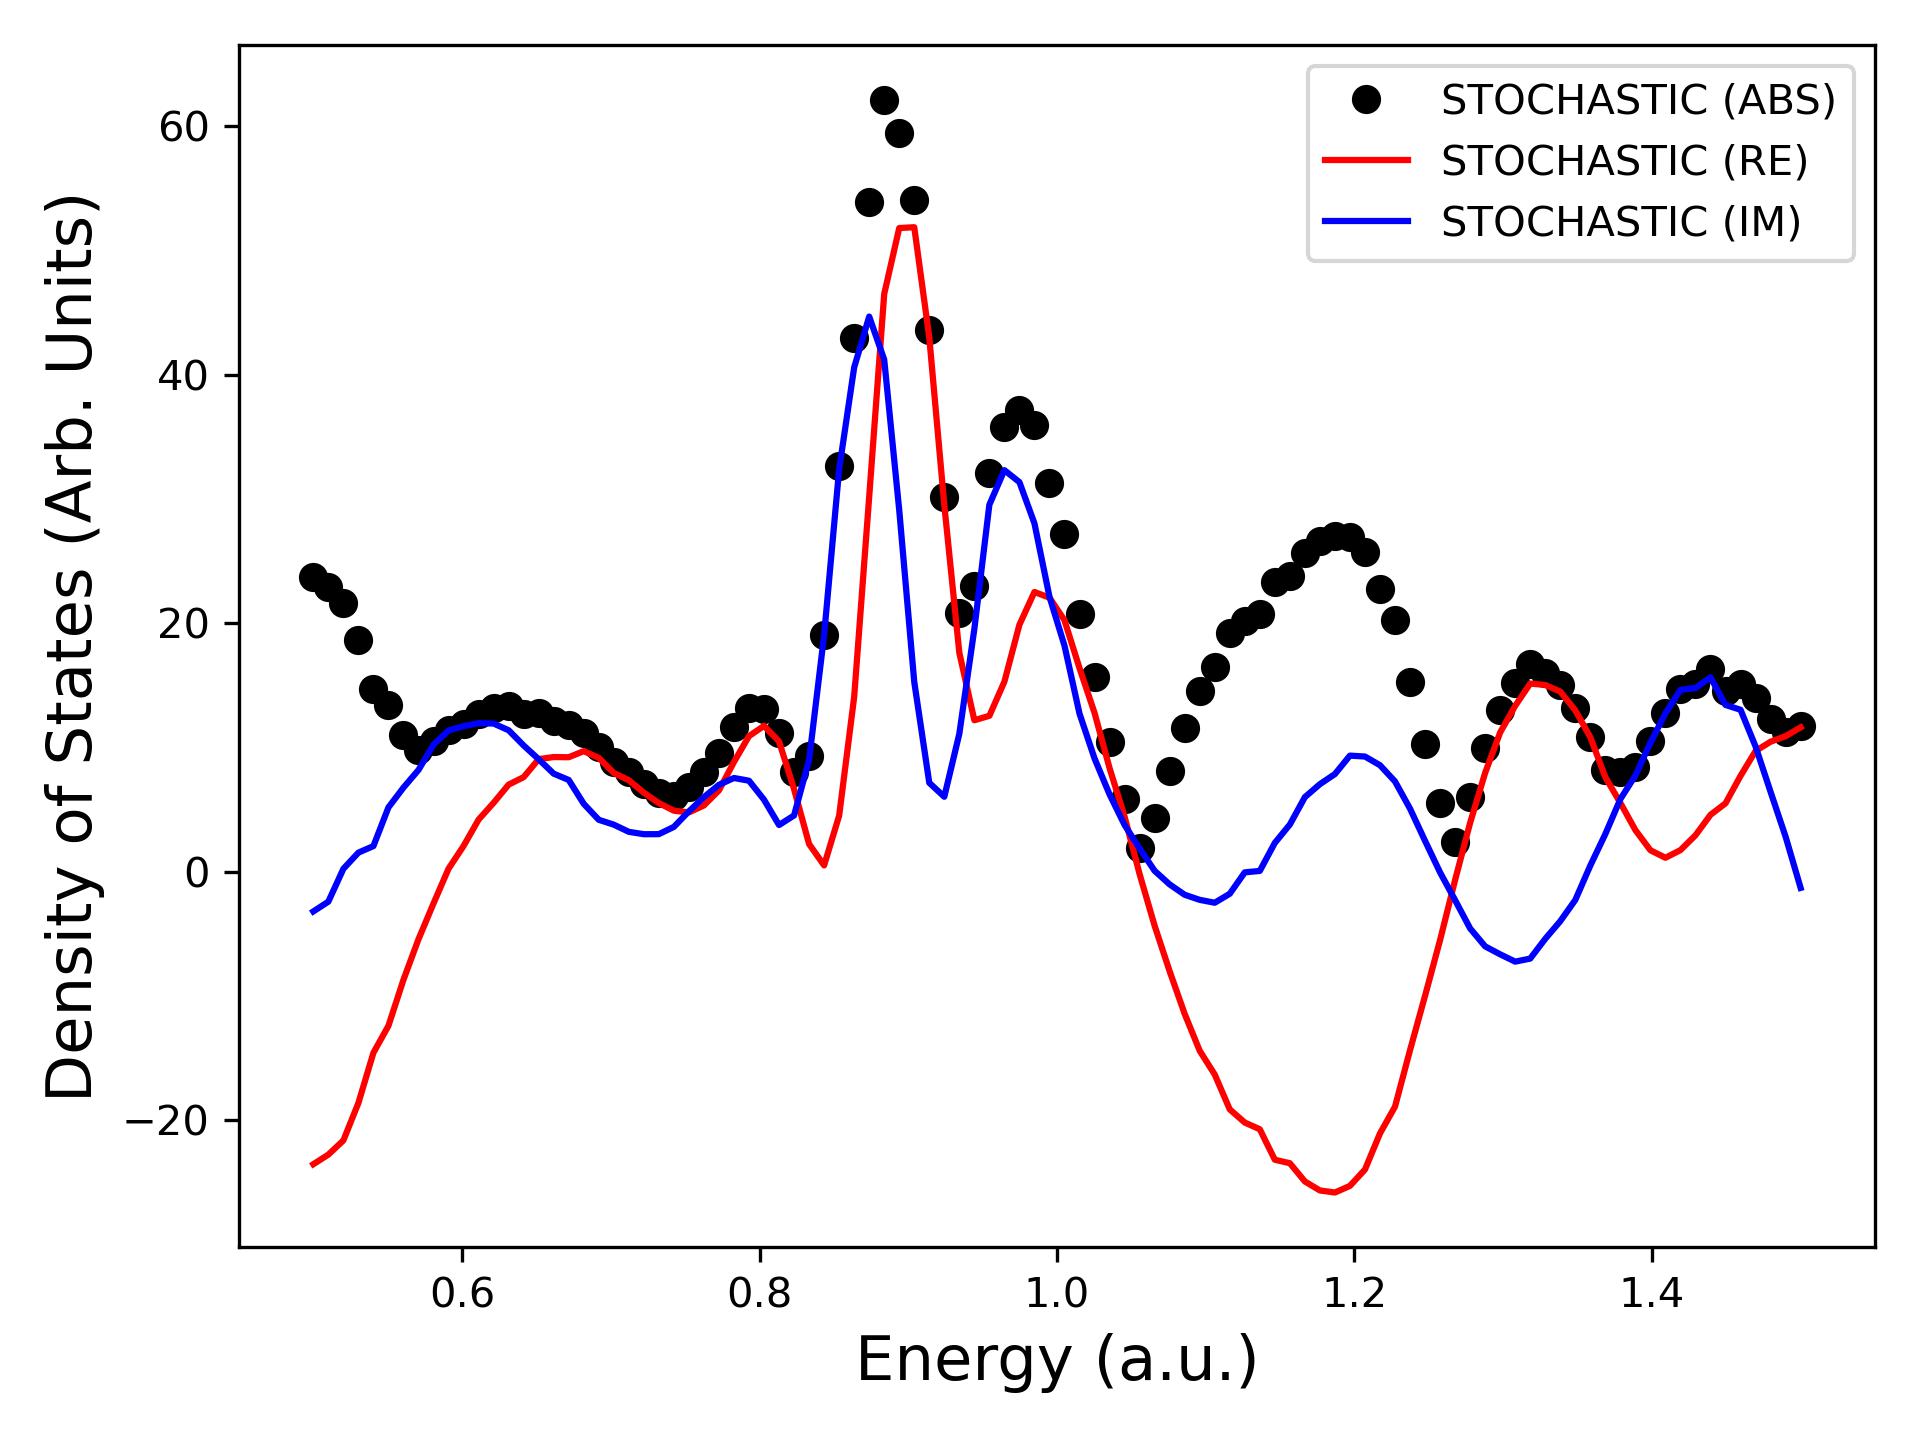 Density of States (Arb. Units)
60
40
20
0
−20
STOCHASTIC (ABS)
STOCHASTIC (RE)
STOCHASTIC (IM)
0.6 0.8 1.0 1.2 1.4
Energy (a.u.)